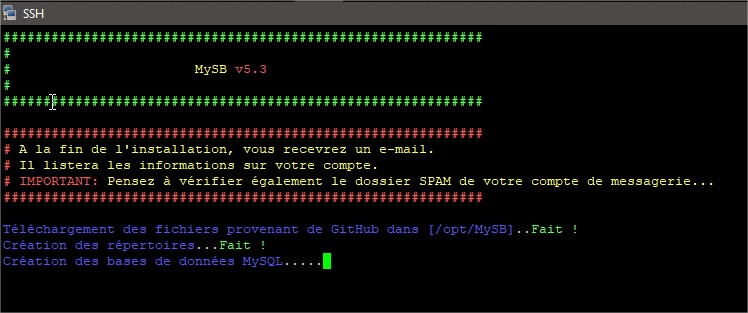 SSH
###########################################################
#
# MySB v5.3
#
###########################################################
###########################################################
# A la fin de l'installation, vous recevrez un e-mail.
# Il listera les informations sur votre compte.
# IMPORTANT: Pensez à vérifier également le dossier SPAM de votre compte de messagerie...
###########################################################
Téléchargement des fichiers provenant de GitHub dans [/opt/MySB]..Fait !
Création des répertoires...Fait !
Création des bases de données MySQL.....